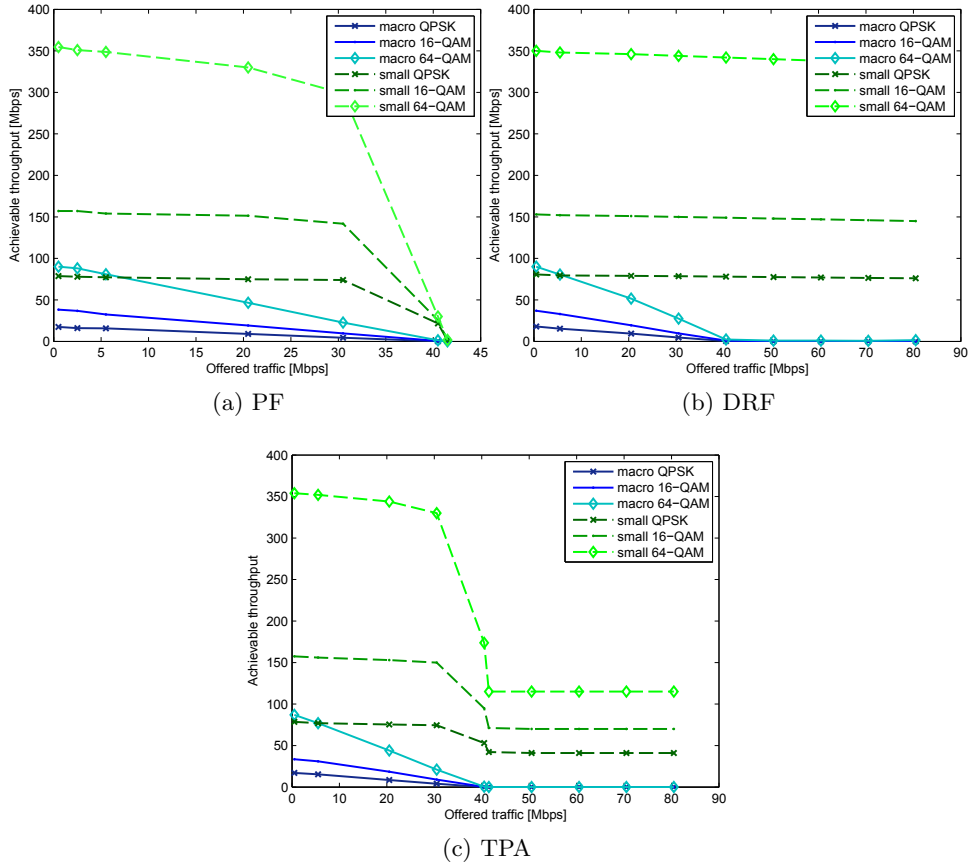 400
350
300
250
200
150
100
50
0
Achievable throughput [Mbps]
macro QPSK
macro 16−QAM
macro 64−QAM
small QPSK
small 16−QAM
small 64−QAM
0 5 10 15 20 25 30 35 40 45
Offered traffic [Mbps]
(a) PF
400
350
300
250
200
150
100
50
0
Achievable throughput [Mbps]
macro QPSK
macro 16−QAM
macro 64−QAM
small QPSK
small 16−QAM
small 64−QAM
0 10 20 30 40 50 60 70 80 90
Offered traffic [Mbps]
(b) DRF
400
350
300
250
200
150
100
50
0
Achievable throughput
macro QPSK
macro 16−QAM
macro 64−QAM
small QPSK
small 16−QAM
small 64−QAM
0 10 20 30 40 50 60 70 80 90
Offered traffic [Mbps]
(c) TPA